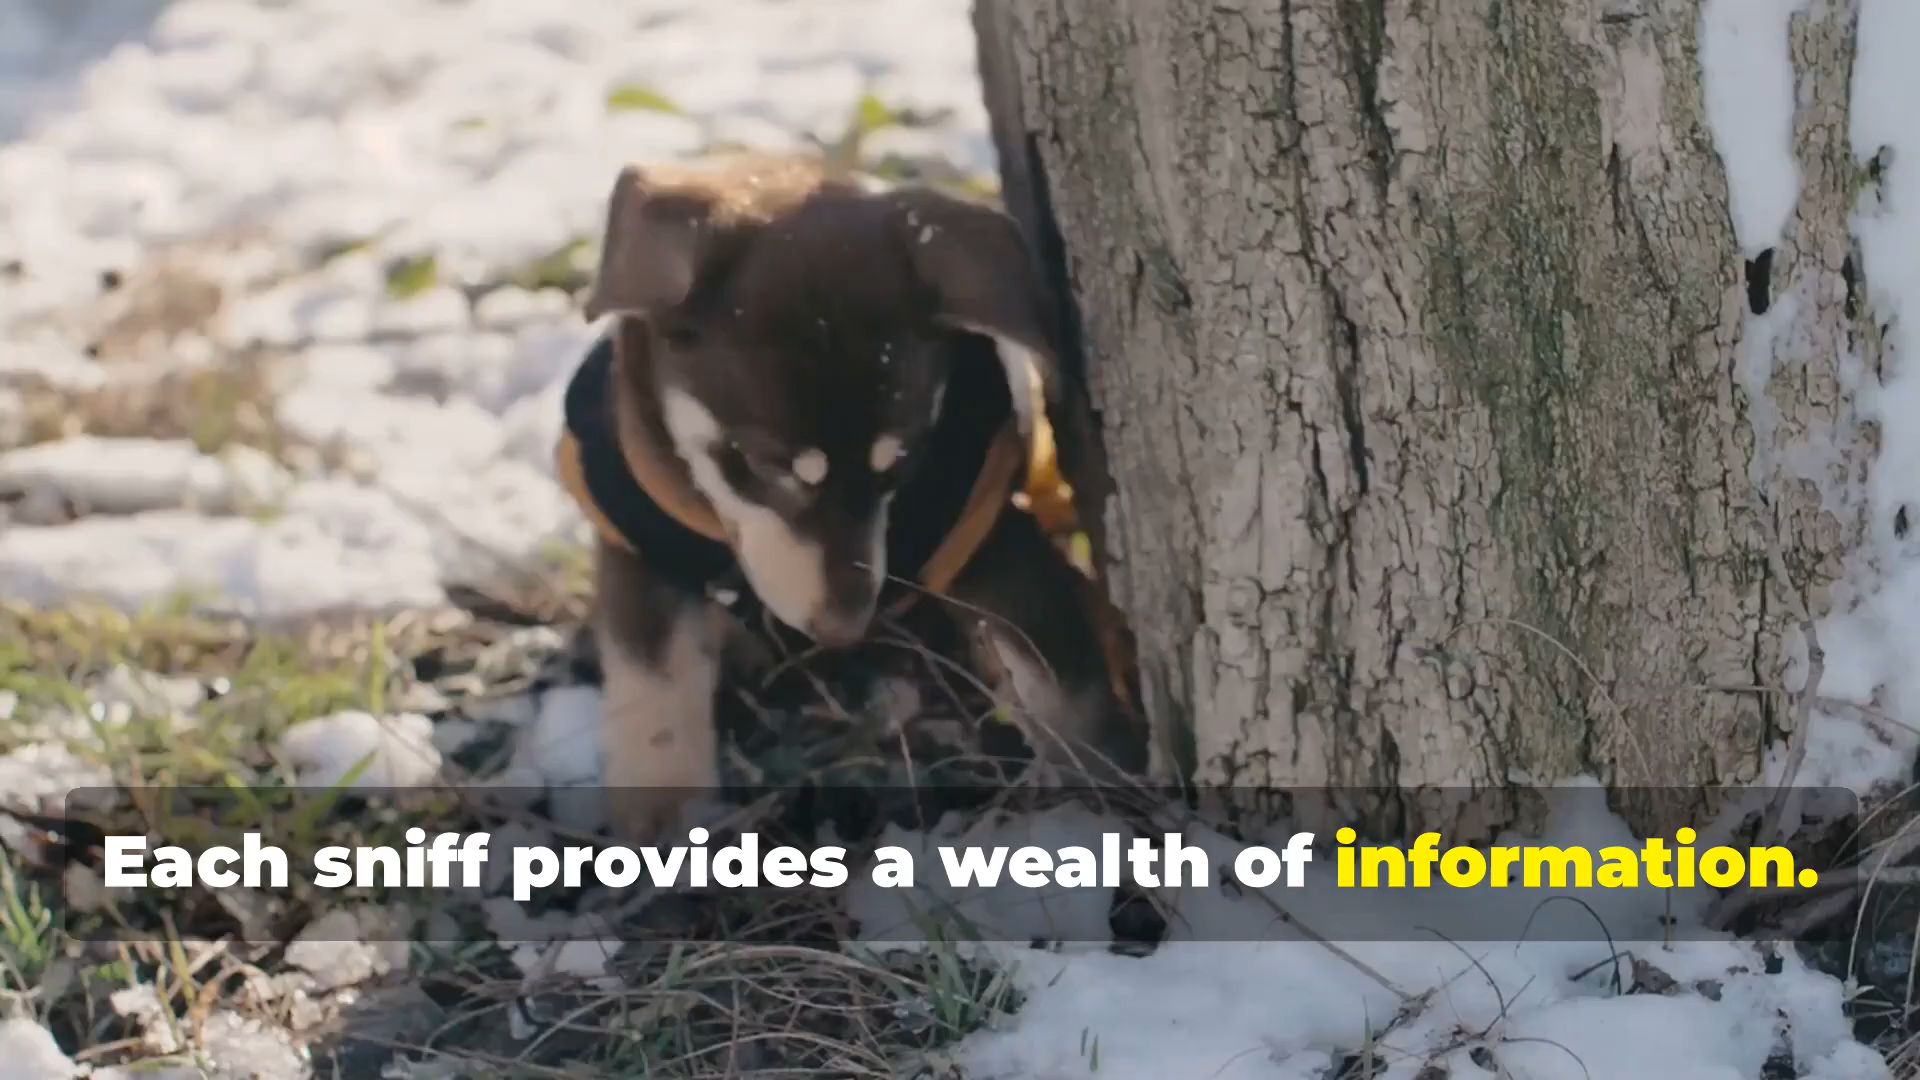 Each sniff provides a wealth of information.